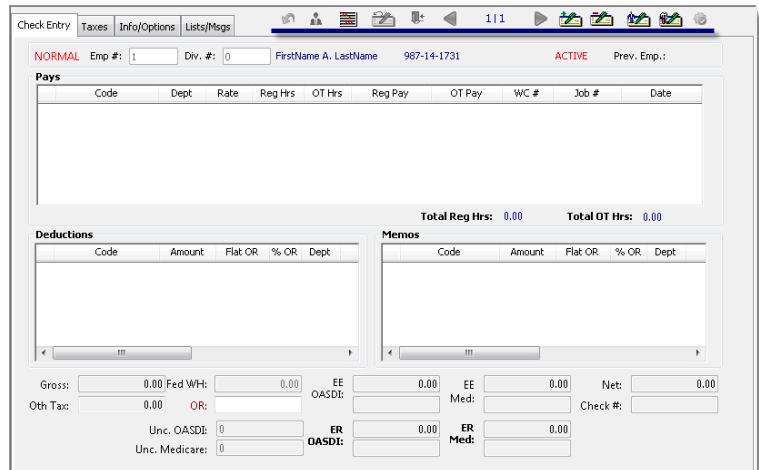 Check Entry Taxes Info/Options Lists/Msgs 1|1
NORMAL Emp #: 1 Div. #: 0 FirstName A. LastName 987-14-1731 ACTIVE Prev. Emp.:
Pays
Code Dept Rate Reg Hrs OT Hrs Reg Pay OT Pay WC # Job # Date
Total Reg Hrs: 0.00 Total OT Hrs: 0.00
Deductions Memos
Code Amount Flat OR % OR Dept Code Amount Flat OR % OR Dept
Gross: 0.00 Fed WH: 0.00 EE OASDI: 0.00 EE Med: 0.00 Net: 0.00
Oth Tax: 0.00 OR: Check #:
Unc. OASDI: 0 ER OASDI: 0.00 ER Med: 0.00
Unc. Medicare: 0